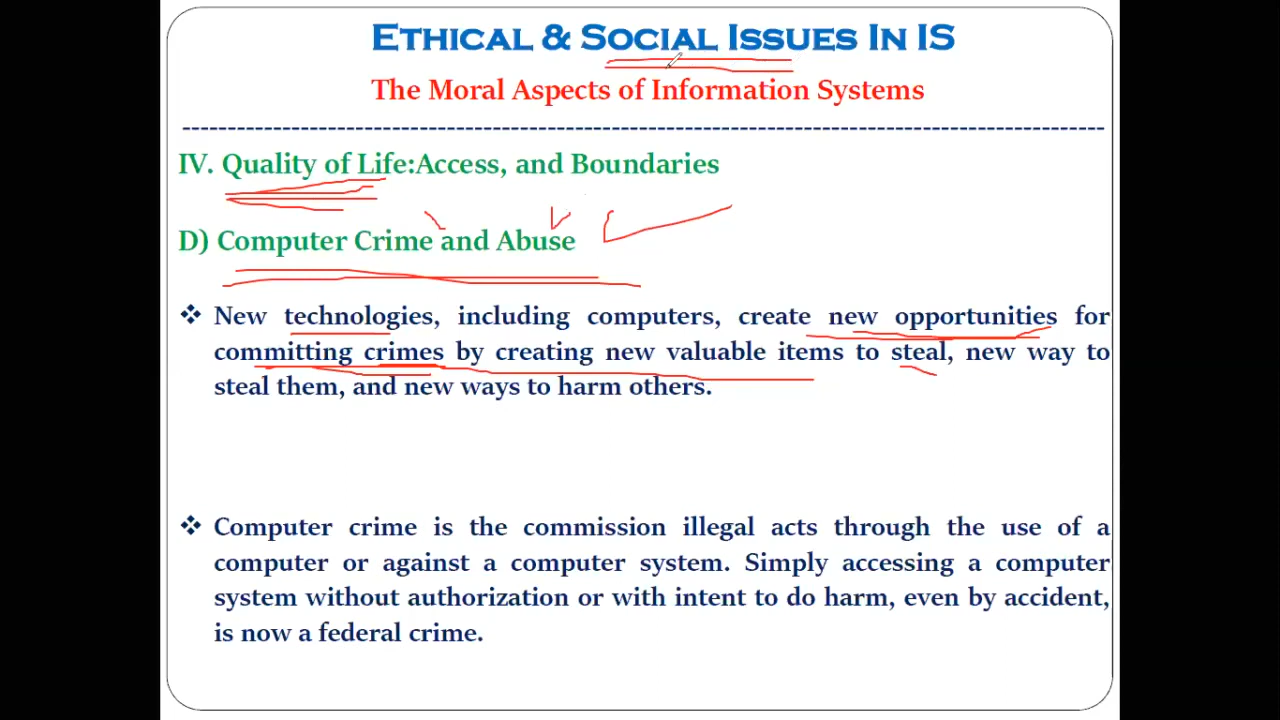 ETHICAL & SOCIAL ISSUES IN IS
The Moral Aspects of Information Systems
IV. Quality of Life:Access, and Boundaries
D) Computer Crime and Abuse
❖ New technologies, including computers, create new opportunities for
committing crimes by creating new valuable items to steal, new way to
steal them, and new ways to harm others.
❖ Computer crime is the commission illegal acts through the use of a
computer or against a computer system. Simply accessing a computer
system without authorization or with intent to do harm, even by accident,
is now a federal crime.